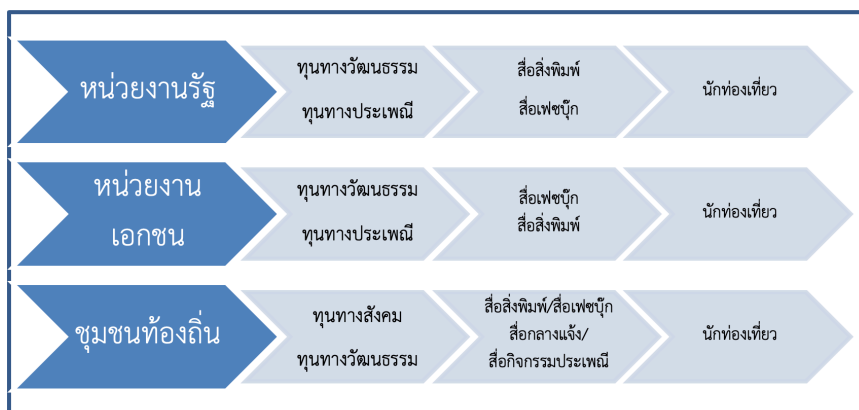 หน่วยงานรัฐ
ทุนทางวัฒนธรรม
ทุนทางประเพณี
สื่อสิ่งพิมพ์
สื่อเฟซบุ๊ก
นักท่องเที่ยว
หน่วยงาน
เอกชน
ทุนทางวัฒนธรรม
ทุนทางประเพณี
สื่อเฟซบุ๊ก
สื่อสิ่งพิมพ์
นักท่องเที่ยว
ชุมชนท้องถิ่น
ทุนทางสังคม
ทุนทางวัฒนธรรม
สื่อสิ่งพิมพ์/สื่อเฟซบุ๊ก
สื่อกลางแจ้ง/
สื่อกิจกรรมประเพณี
นักท่องเที่ยว